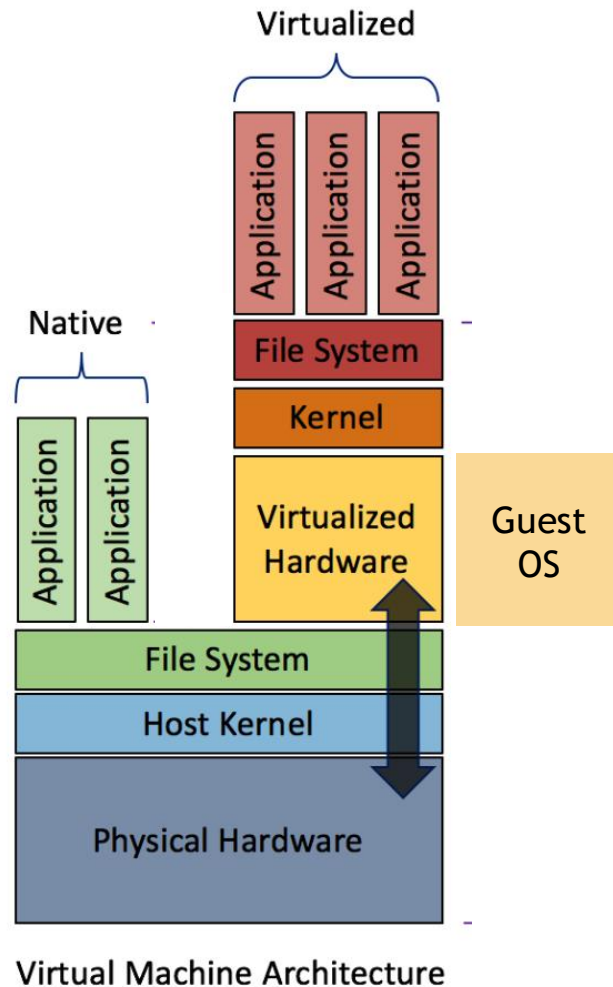 Virtualized
Application
Application
Application
Native
File System
Kernel
Application
Application
Virtualized
Hardware
Guest
OS
File System
Host Kernel
Physical Hardware
Virtual Machine Architecture